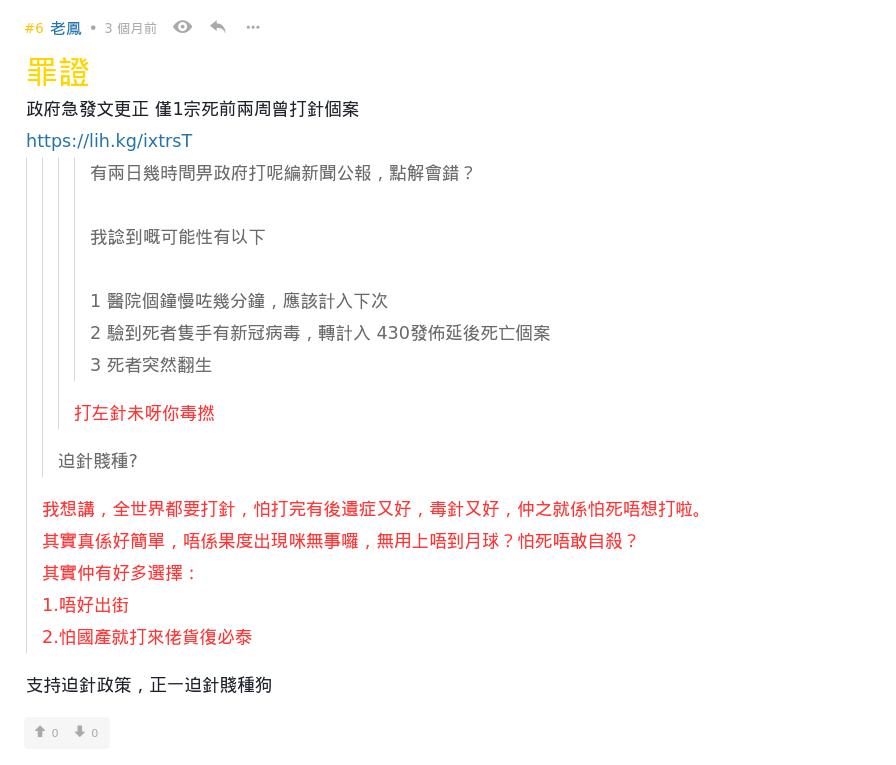 #6 老鳳 • 3 個月前
罪證
政府急發文更正 僅1宗死前兩周曾打針個案
https://lih.kg/ixtrsT
有兩日幾時間畀政府打呢編新聞公報，點解會錯？
我諗到嘅可能性有以下
1 醫院個鐘慢咗幾分鐘，應該計入下次
2 驗到死者隻手有新冠病毒，轉計入 430發佈延後死亡個案
3 死者突然翻生
打左針未呀你毒撚
迫針賤種?
我想講，全世界都要打針，怕打完有後遺症又好，毒針又好，仲之就係怕死唔想打啦。
其實真係好簡單，唔係果度出現咪無事囉，無用上唔到月球？怕死唔敢自殺？
其實仲有好多選擇：
1.唔好出街
2.怕國產就打來佬貨復必泰
支持迫針政策，正一迫針賤種狗
0 0